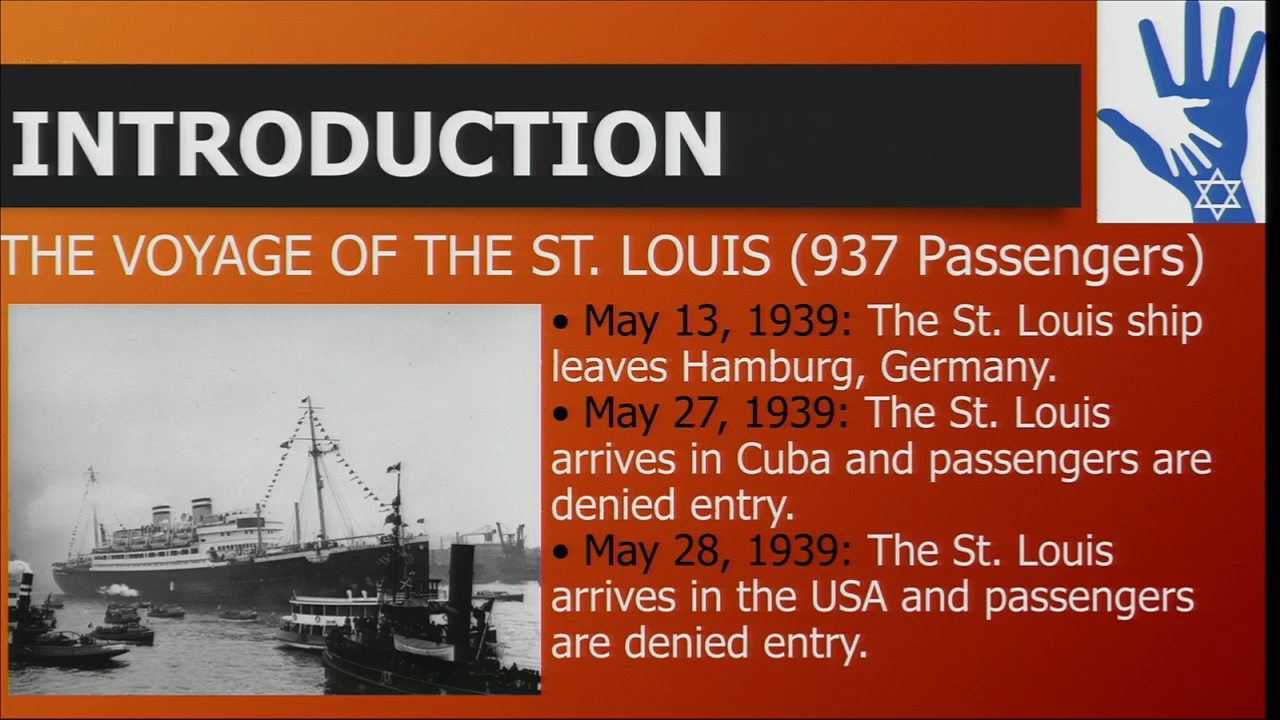 INTRODUCTION
THE VOYAGE OF THE ST. LOUIS (937 Passengers)
• May 13, 1939: The St. Louis ship
leaves Hamburg, Germany.
• May 27, 1939: The St. Louis
arrives in Cuba and passengers are
denied entry.
• May 28, 1939: The St. Louis
arrives in the USA and passengers
are denied entry.